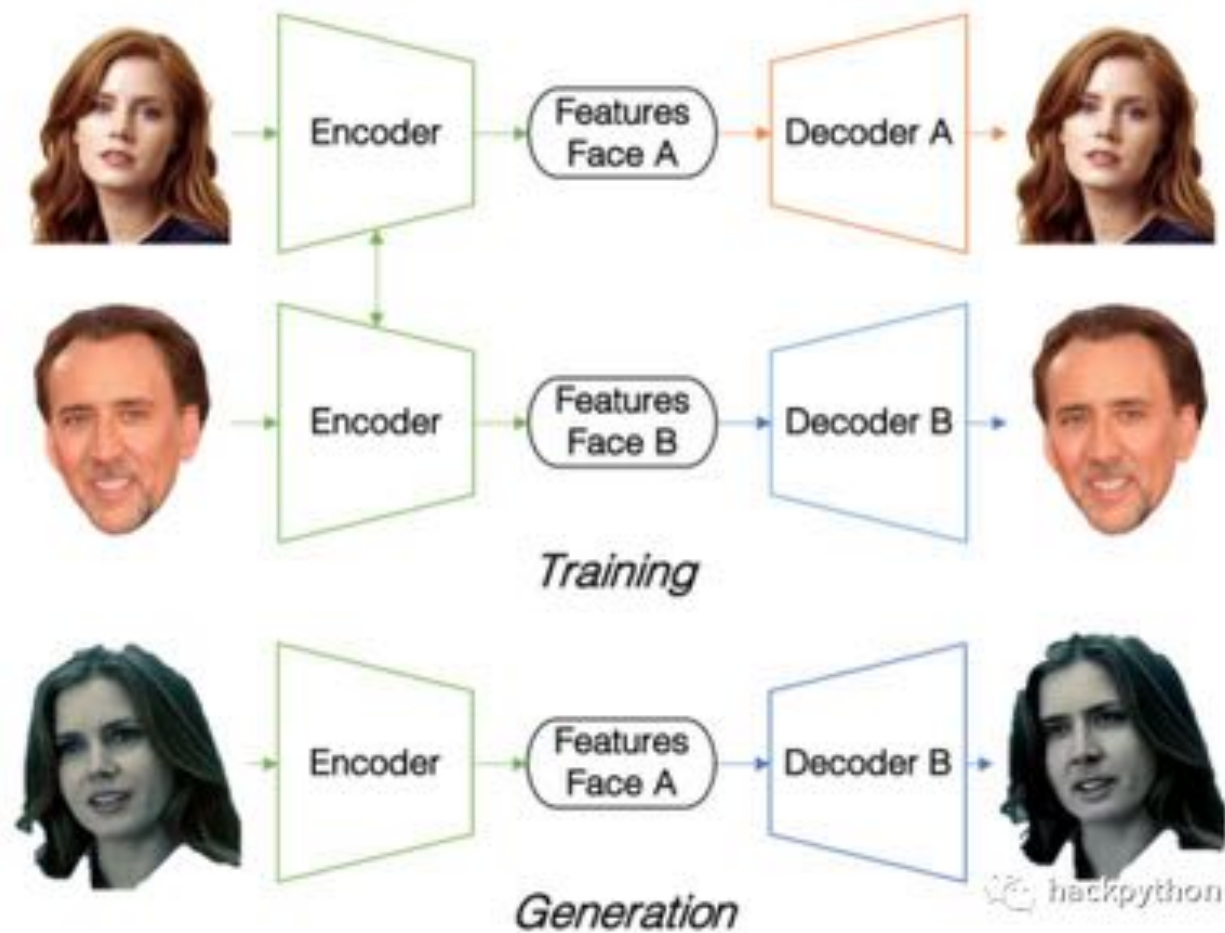 Encoder
Features
Face A
Decoder A
Encoder
Features
Face B
Decoder B
Training
Encoder
Features
Face A
Decoder B
Generation
hackpython